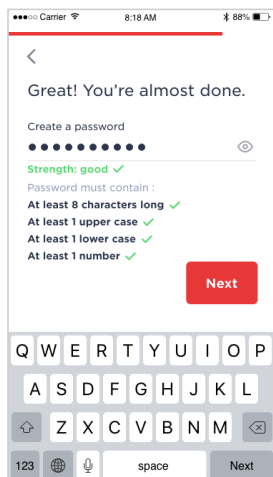 Carrier 8:18 AM 88%
Great! You're almost done.
Create a password
Strength: good
Password must contain :
At least 8 characters long
At least 1 upper case
At least 1 lower case
At least 1 number
Next
Q W E R T Y U I O P
A S D F G H J K L
Z X C V B N M
123 space Next